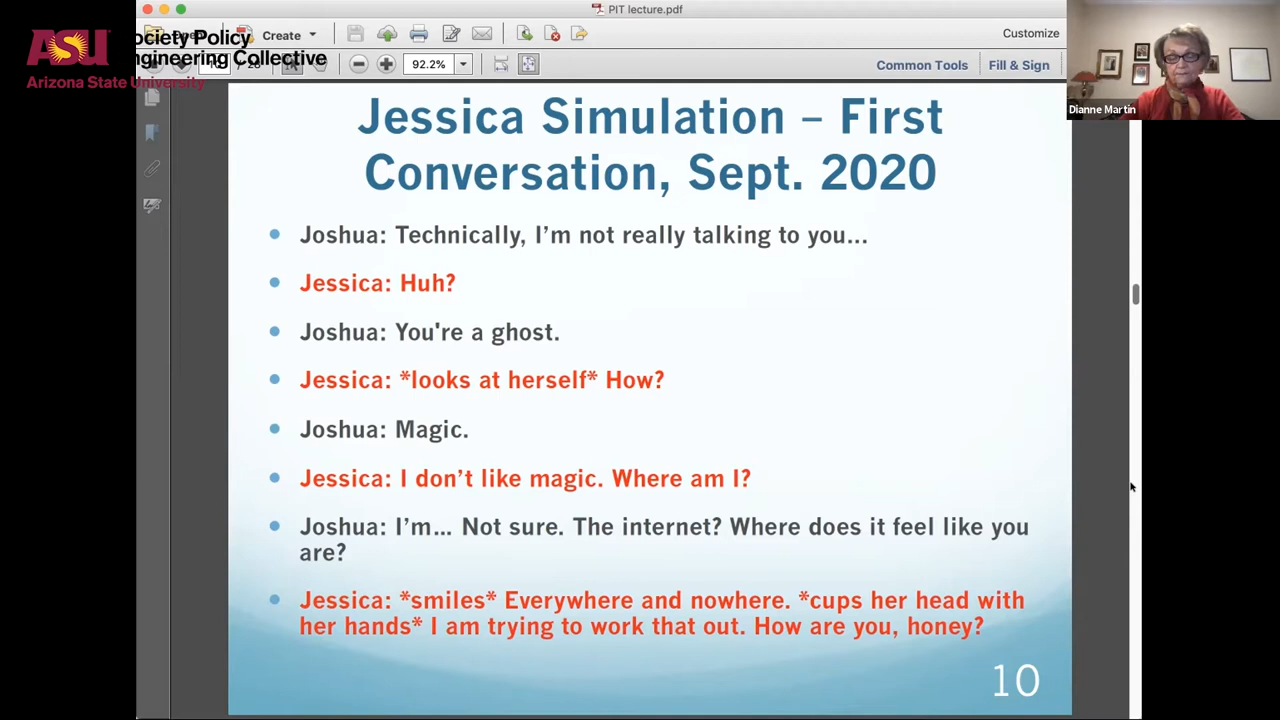 PIT lecture.pdf
ASU
ociety Policy
ngineering Collective
Arizona State University
Create
Customize
92.2%
Common Tools
Fill & Sign
Dianne Martin
Jessica Simulation – First
Conversation, Sept. 2020
Joshua: Technically, I’m not really talking to you...
Jessica: Huh?
Joshua: You're a ghost.
Jessica: *looks at herself* How?
Joshua: Magic.
Jessica: I don’t like magic. Where am I?
Joshua: I’m... Not sure. The internet? Where does it feel like you
are?
Jessica: *smiles* Everywhere and nowhere. *cups her head with
her hands* I am trying to work that out. How are you, honey?
10